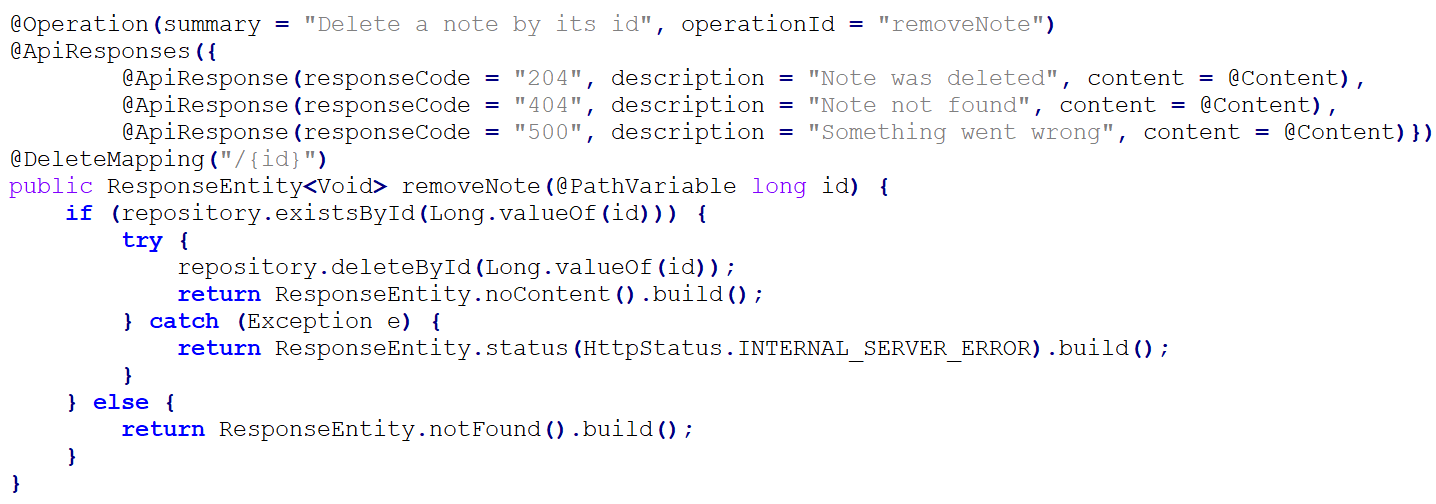 @Operation(summary = "Delete a note by its id", operationId = "removeNote")
@ApiResponses({
        @ApiResponse(responseCode = "204", description = "Note was deleted", content = @Content),
        @ApiResponse(responseCode = "404", description = "Note not found", content = @Content),
        @ApiResponse(responseCode = "500", description = "Something went wrong", content = @Content)})
@DeleteMapping("/{id}")
public ResponseEntity<Void> removeNote(@PathVariable long id) {
    if (repository.existsById(Long.valueOf(id))) {
        try {
            repository.deleteById(Long.valueOf(id));
            return ResponseEntity.noContent().build();
        } catch (Exception e) {
            return ResponseEntity.status(HttpStatus.INTERNAL_SERVER_ERROR).build();
        }
    } else {
        return ResponseEntity.notFound().build();
    }
}